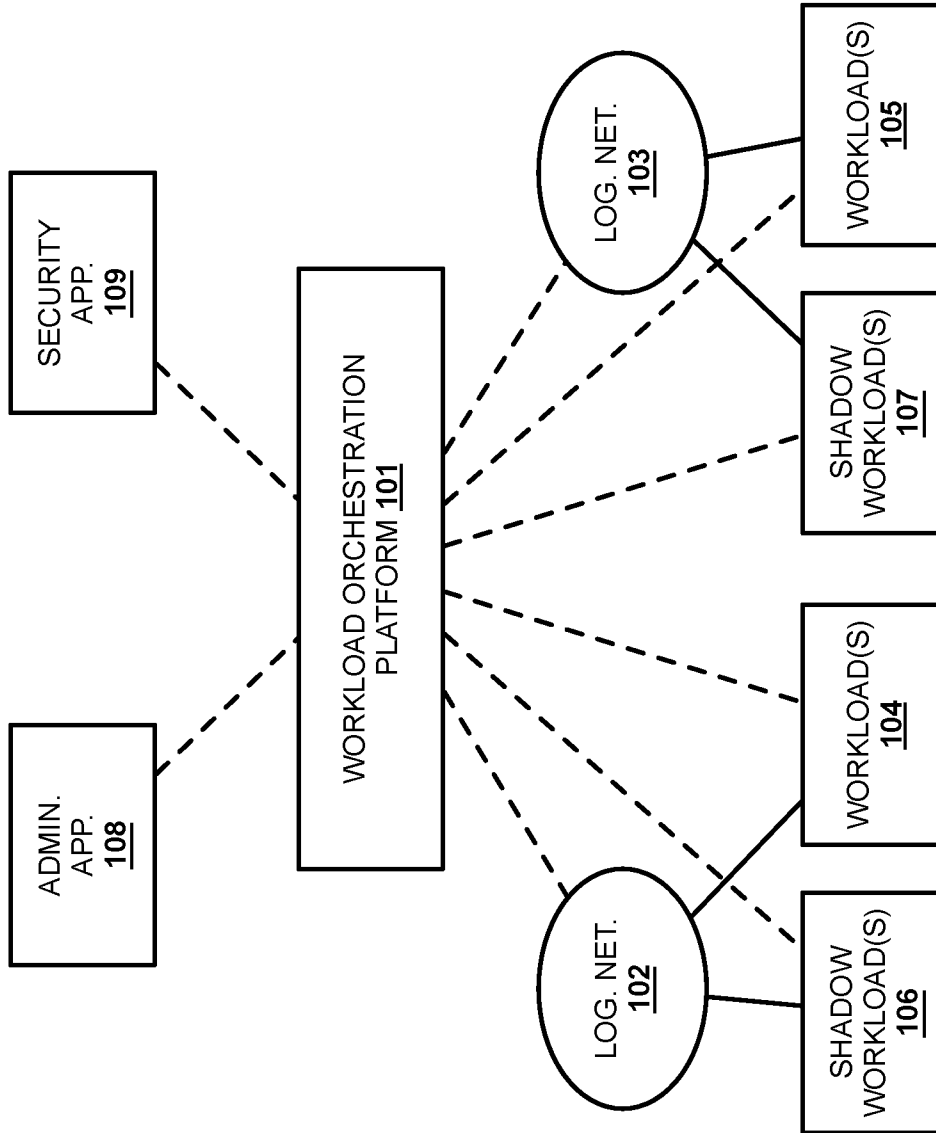 ADMIN.
APP.
108
SECURITY
APP.
109
WORKLOAD ORCHESTRATION
PLATFORM 101
LOG. NET.
102
LOG. NET.
103
SHADOW
WORKLOAD(S)
106
WORKLOAD(S)
104
SHADOW
WORKLOAD(S)
107
WORKLOAD(S)
105